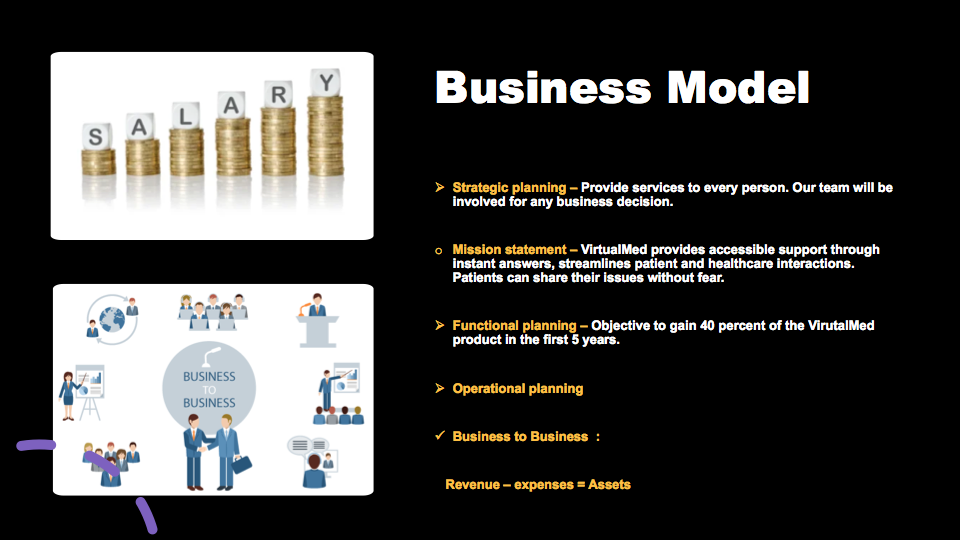 SALARY
Business Model
➢ Strategic planning – Provide services to every person. Our team will be
involved for any business decision.
o Mission statement – VirtualMed provides accessible support through
instant answers, streamlines patient and healthcare interactions.
Patients can share their issues without fear.
➢ Functional planning – Objective to gain 40 percent of the VirutalMed
product in the first 5 years.
➢ Operational planning
✓ Business to Business :
Revenue – expenses = Assets
BUSINESS
TO
BUSINESS